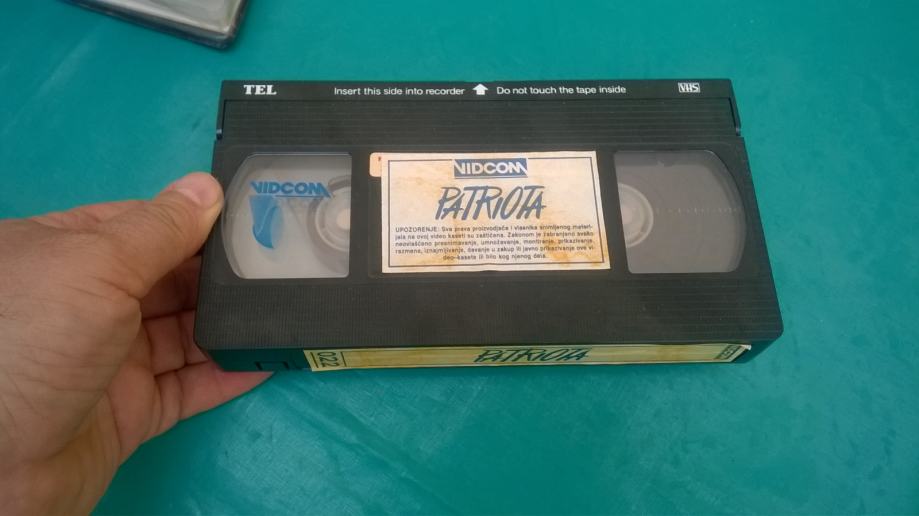 TEL Insert this side into recorder Do not touch the tape inside VHS
VIDCOM
VIDCOM
PATRIOTA
UPOZORENJE: Sva prava proizvođača i vlasnika snimljenog materi-
jala na ovoj video kaseti su zaštićena. Zakonom je zabranjeno svako
neovlašćeno presnimavanje, umnožavanje, montiranje, prikazivanje,
razmena, iznajmljivanje, davanje u zakup ili javno prikazivanje ove vi-
deo-kasete ili bilo kog njenog dela.
022 PATRIOTA